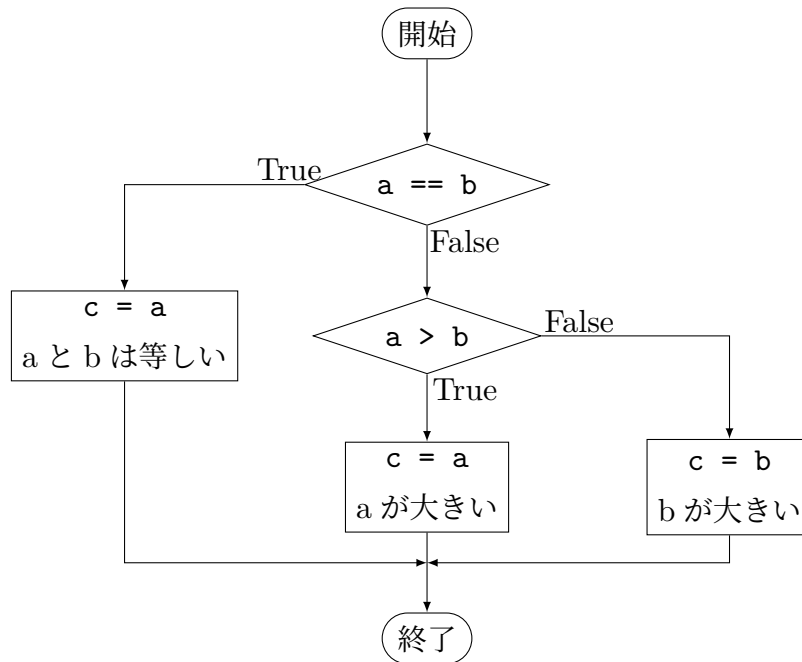 開始
True
a == b
False
c = a
a と b は等しい
a > b
False
True
c = a
a が大きい
c = b
b が大きい
終了